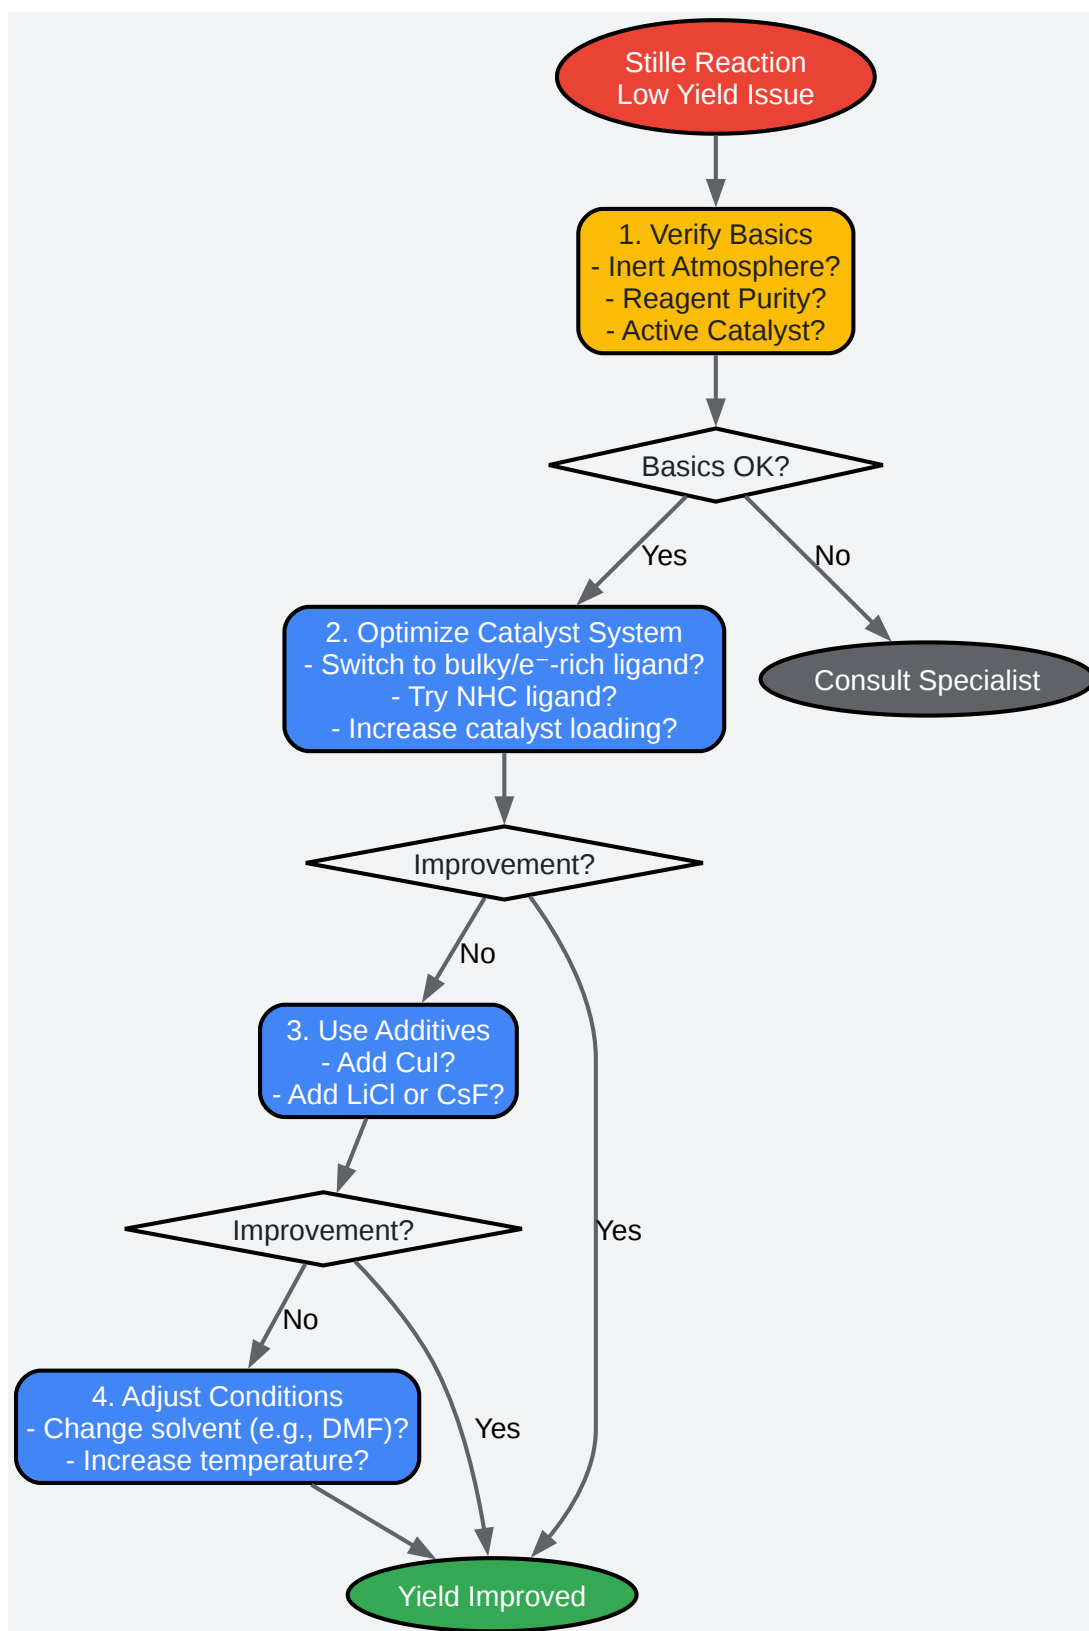 Stille Reaction
Low Yield Issue
1. Verify Basics
- Inert Atmosphere?
- Reagent Purity?
- Active Catalyst?
Basics OK?
Yes
No
2. Optimize Catalyst System
- Switch to bulky/e⁻-rich ligand?
- Try NHC ligand?
- Increase catalyst loading?
Consult Specialist
Improvement?
No
3. Use Additives
- Add CuI?
- Add LiCl or CsF?
Improvement?
Yes
No
4. Adjust Conditions
- Change solvent (e.g., DMF)?
- Increase temperature?
Yes
Yield Improved